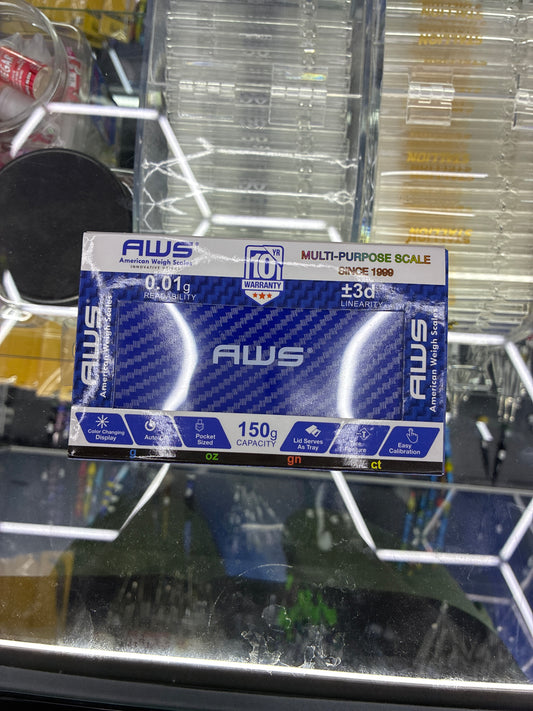 AWS®
American Weigh Scales
INNOVATIVE SCALES
10 YR
WARRANTY
MULTI-PURPOSE SCALE
SINCE 1999
0.01g
READABILITY
±3d
LINEARITY
AWS
American Weigh Scales
AWS®
AWS
American Weigh Scales
Color Changing
Display
Pocket
Sized
150g
CAPACITY
Lid Serves
As Tray
Easy
Calibration
g
oz
gn
ct